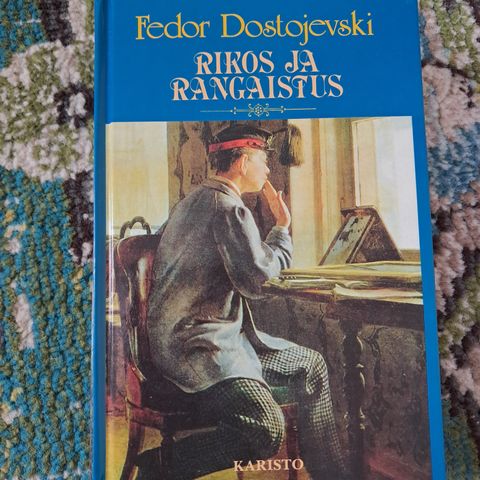 Fedor Dostojevski
RIKOS JA
RANGAISTUS
KARISTO